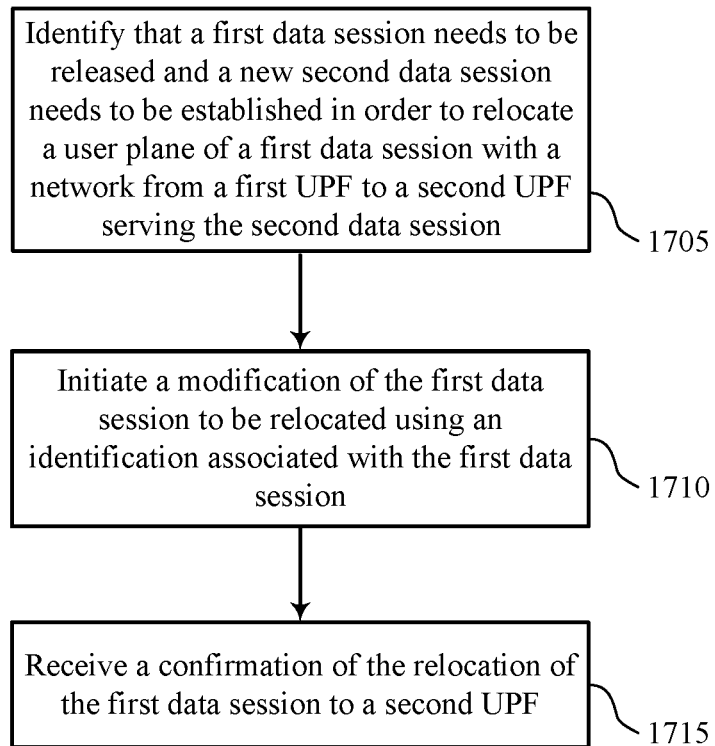 Identify that a first data session needs to be
released and a new second data session
needs to be established in order to relocate
a user plane of a first data session with a
network from a first UPF to a second UPF
serving the second data session
1705
Initiate a modification of the first data
session to be relocated using an
identification associated with the first data
session
1710
Receive a confirmation of the relocation of
the first data session to a second UPF
1715